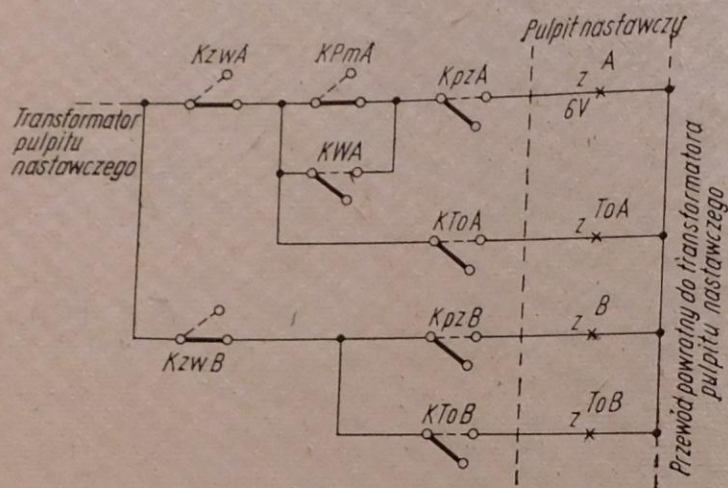 Pulpit nastawczy
KzwA
KPmA
KpzA
z
A
6V
Transformator
pulpitu
nastawczego
KWA
KToA
z
ToA
KzwB
KpzB
z
B
KToB
z
ToB
Przewód powrotny do transformatora
pulpitu nastawczego